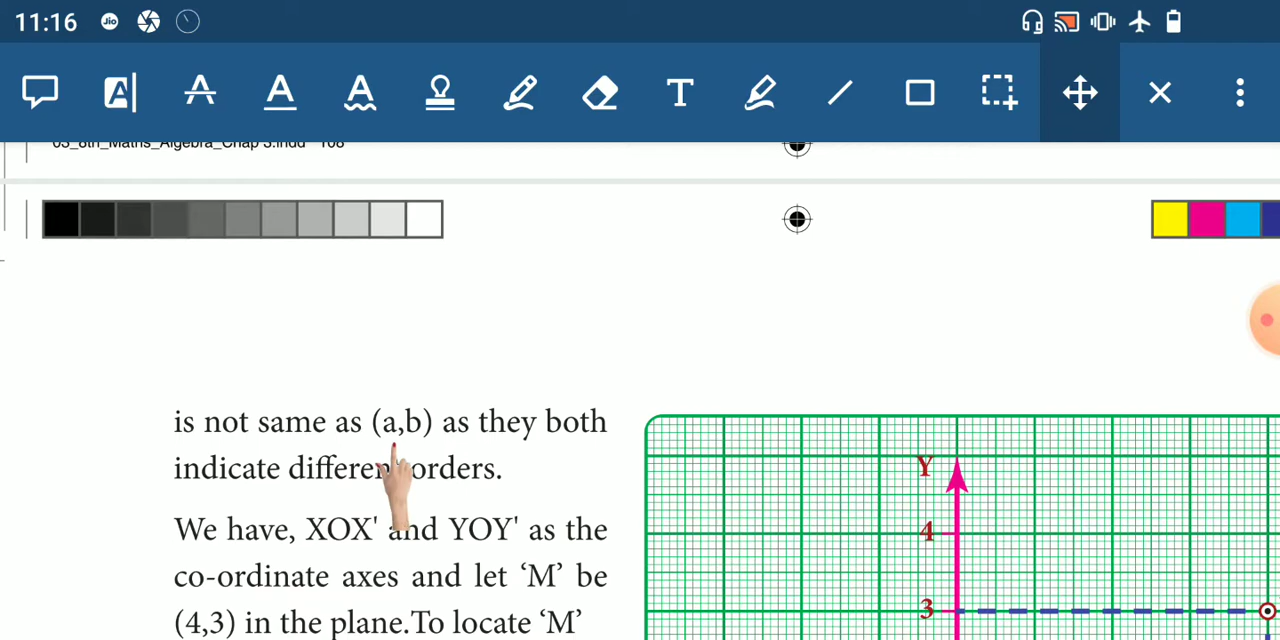 11:16
Jio
A
A
A
A
T
03_8th_Maths_Algebra_Chap 3.indd 108
is not same as (a,b) as they both
indicate different orders.
We have, XOX' and YOY' as the
co-ordinate axes and let ‘M’ be
(4,3) in the plane.To locate ‘M’
Y
4
3